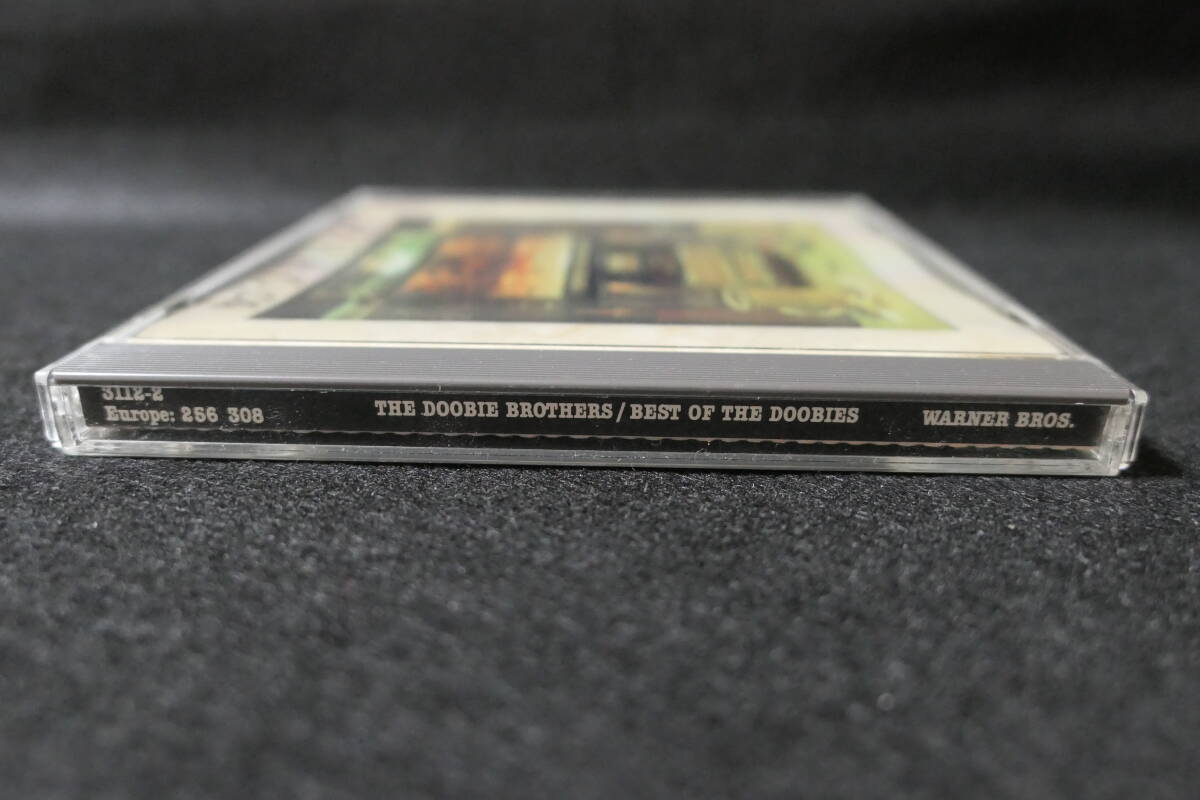 3112-2
Europe: 256 308
THE DOOBIE BROTHERS / BEST OF THE DOOBIES
WARNER BROS.